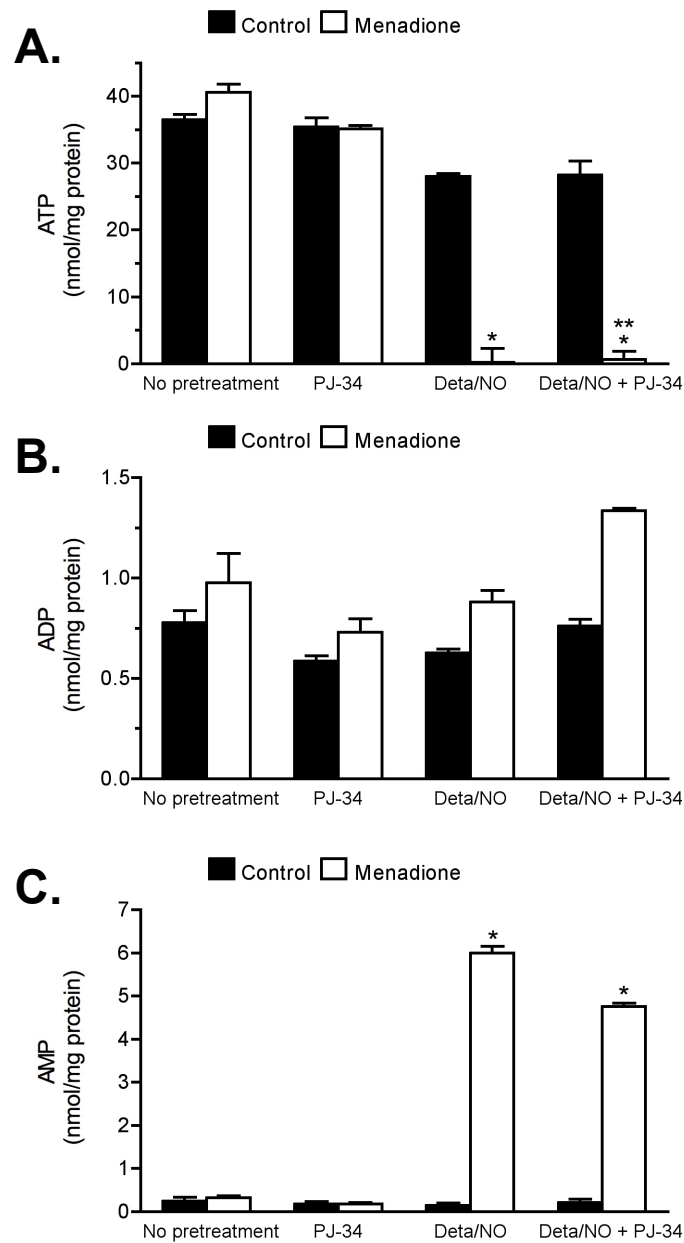 Control Menadione
A.
ATP
(nmol/mg protein)
40
30
20
10
0
*
**
*
No pretreatment PJ-34 Deta/NO Deta/NO + PJ-34
Control Menadione
B.
ADP
(nmol/mg protein)
1.5
1.0
0.5
0.0
No pretreatment PJ-34 Deta/NO Deta/NO + PJ-34
Control Menadione
C.
AMP
(nmol/mg protein)
7
6
5
4
3
2
1
0
*
*
No pretreatment PJ-34 Deta/NO Deta/NO + PJ-34